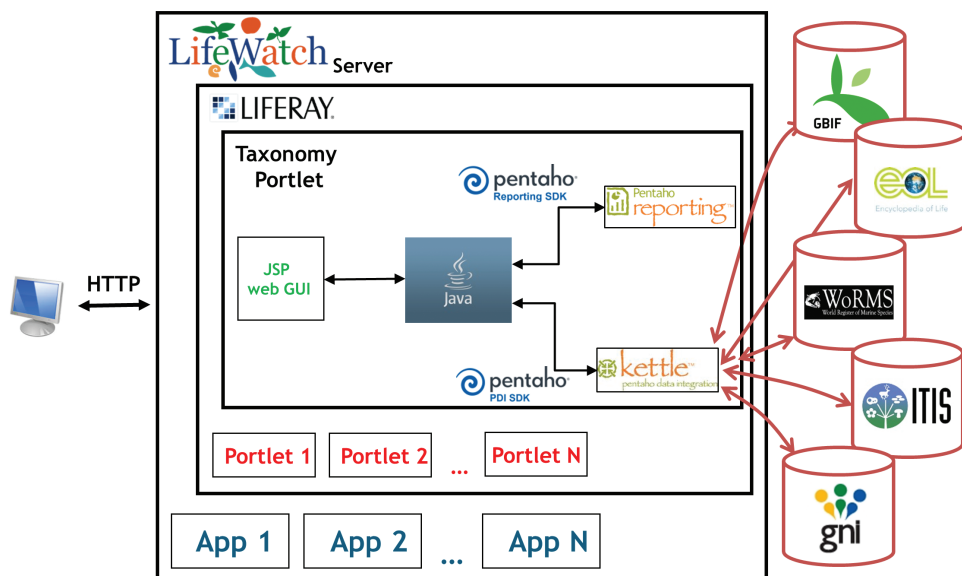 LifeWatch Server
LIFERAY.
Taxonomy
Portlet
pentaho
Reporting SDK
Pentaho
reporting™
JSP
web GUI
Java
HTTP
pentaho
PDI SDK
kettle™
pentaho data integration
Portlet 1
Portlet 2
...
Portlet N
App 1
App 2
...
App N
GBIF
eOL
Encyclopedia of Life
WoRMS
World Register of Marine Species
ITIS
gni